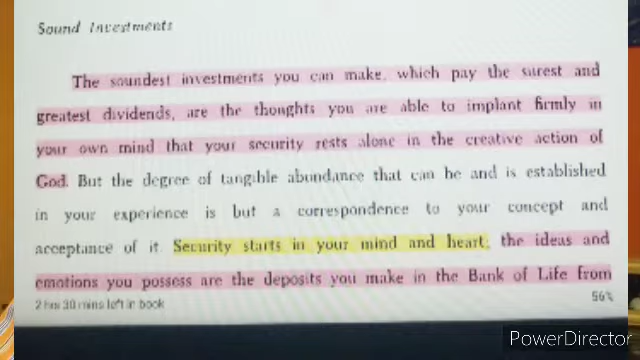 Sound Investments
The soundest investments you can make, which pay the surest and
greatest dividends, are the thoughts you are able to implant firmly in
your own mind that your security rests alone in the creative action of
God. But the degree of tangible abundance that can be and is established
in your experience is but a correspondence to your concept and
acceptance of it. Security starts in your mind and heart; the ideas and
emotions you possess are the deposits you make in the Bank of Life from
2 hrs 30 mins left in book
56%
PowerDirector